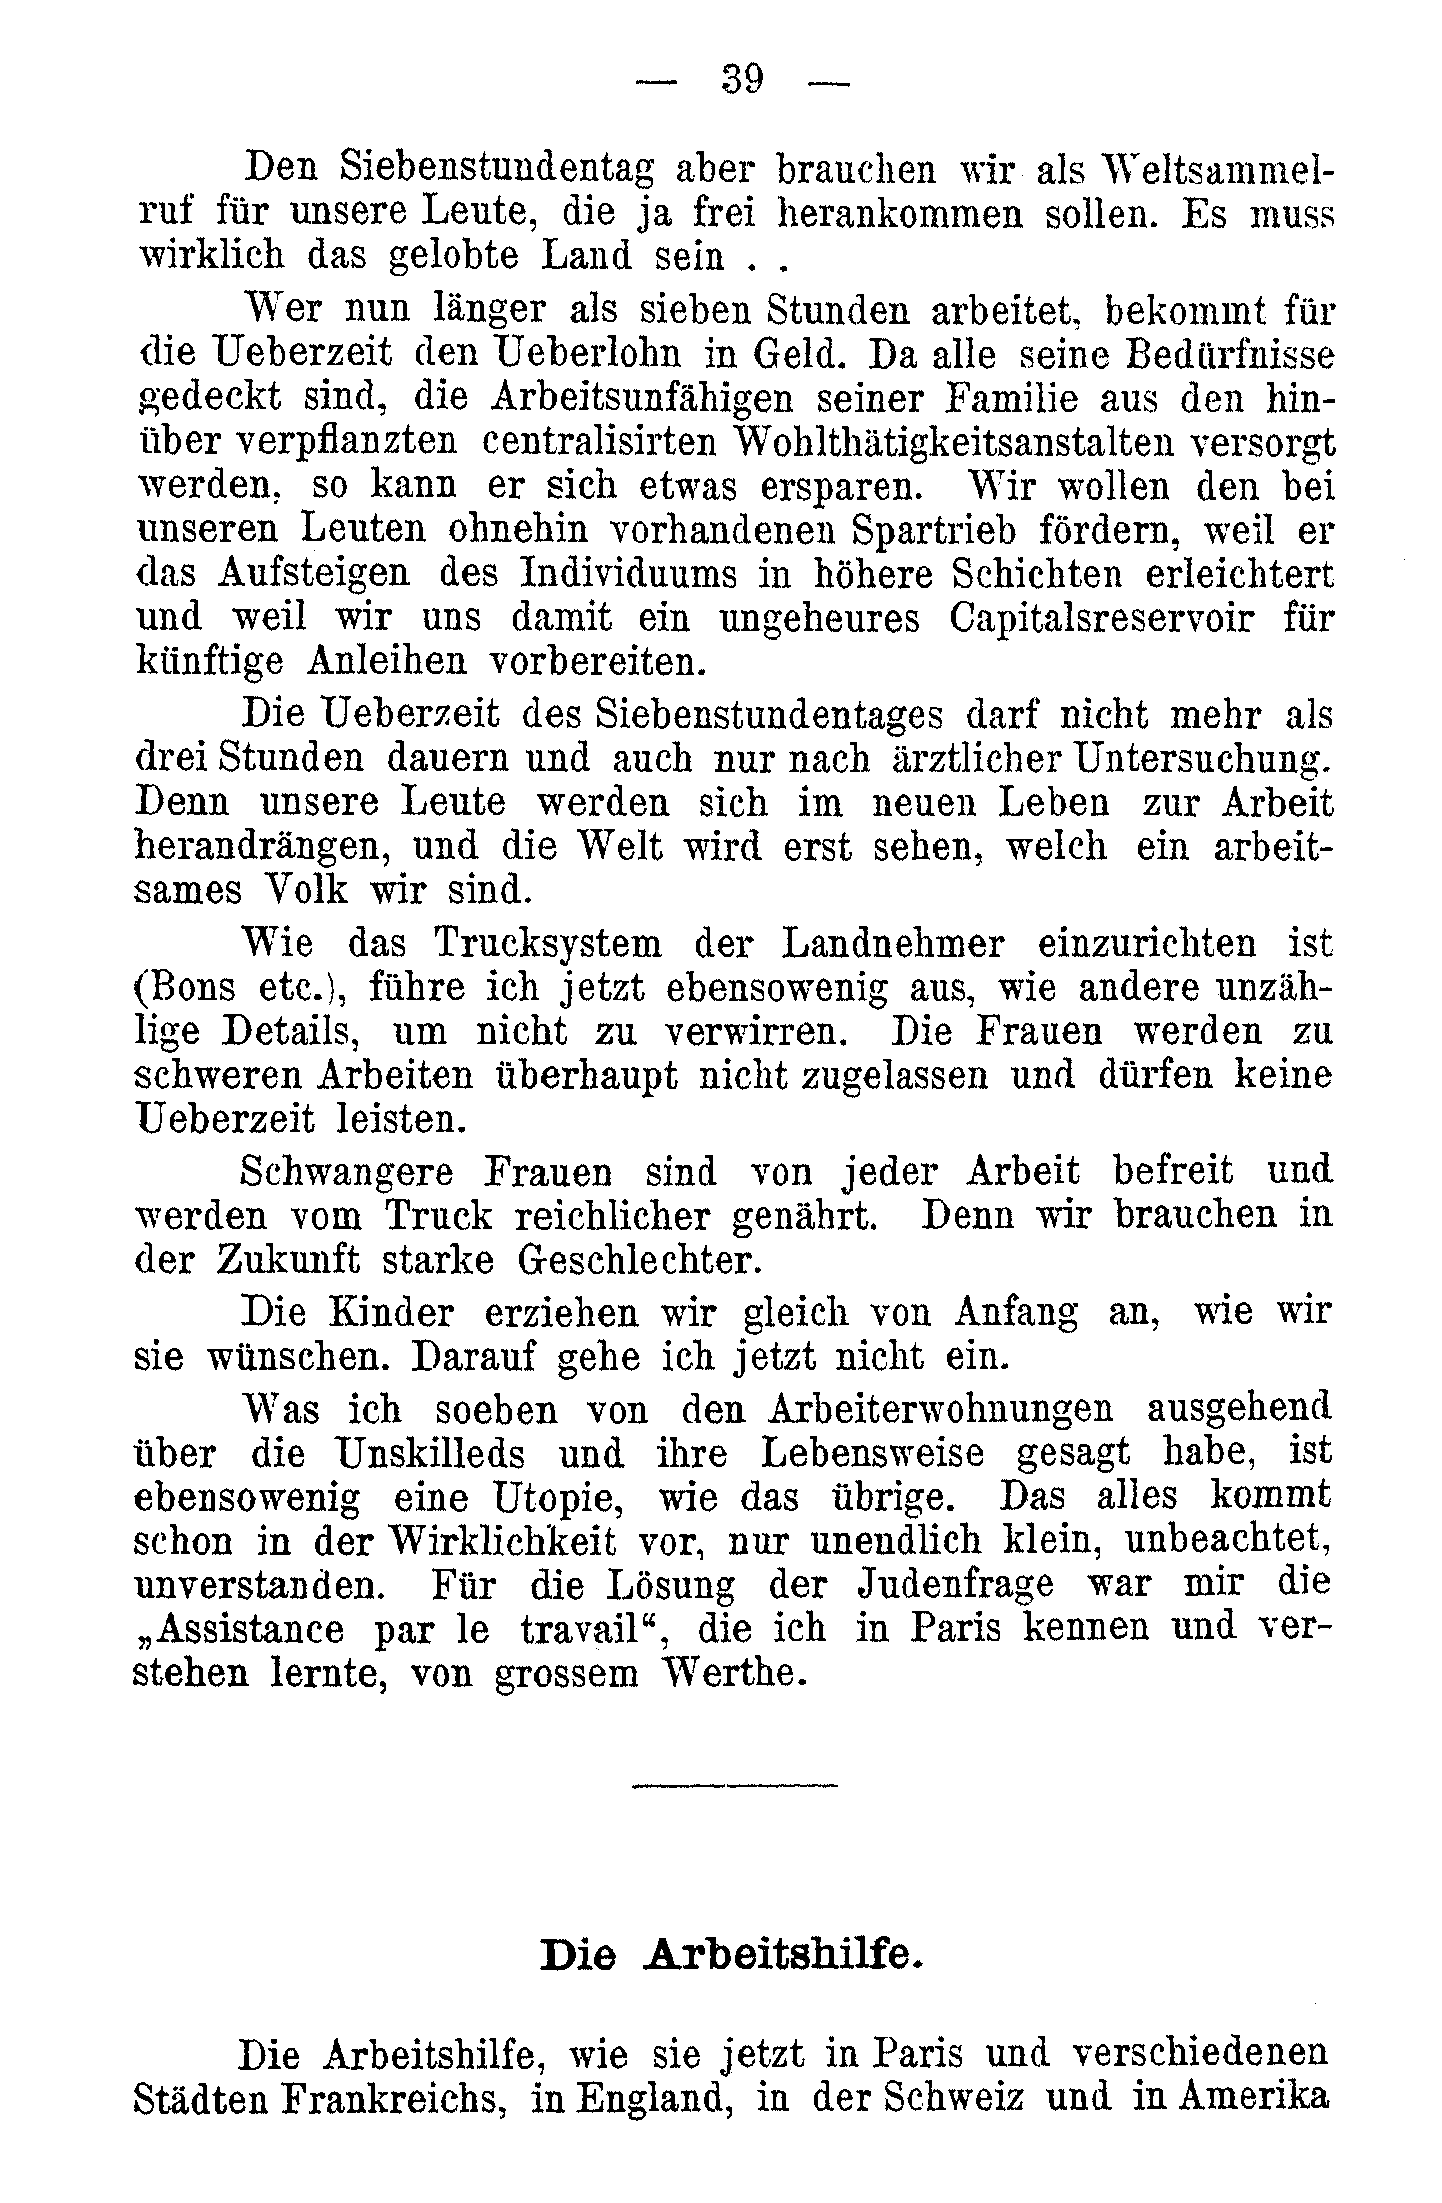 — 39 —
Den Siebenstundentag aber brauchen wir als Weltsammel-
ruf für unsere Leute, die ja frei herankommen sollen. Es muss
wirklich das gelobte Land sein . .
Wer nun länger als sieben Stunden arbeitet, bekommt für
die Ueberzeit den Ueberlohn in Geld. Da alle seine Bedürfnisse
gedeckt sind, die Arbeitsunfähigen seiner Familie aus den hin-
über verpflanzten centralisirten Wohlthätigkeitsanstalten versorgt
werden, so kann er sich etwas ersparen. Wir wollen den bei
unseren Leuten ohnehin vorhandenen Spartrieb fördern, weil er
das Aufsteigen des Individuums in höhere Schichten erleichtert
und weil wir uns damit ein ungeheures Capitalsreservoir für
künftige Anleihen vorbereiten.
Die Ueberzeit des Siebenstundentages darf nicht mehr als
drei Stunden dauern und auch nur nach ärztlicher Untersuchung.
Denn unsere Leute werden sich im neuen Leben zur Arbeit
herandrängen, und die Welt wird erst sehen, welch ein arbeit-
sames Volk wir sind.
Wie das Trucksystem der Landnehmer einzurichten ist
(Bons etc.), führe ich jetzt ebensowenig aus, wie andere unzäh-
lige Details, um nicht zu verwirren. Die Frauen werden zu
schweren Arbeiten überhaupt nicht zugelassen und dürfen keine
Ueberzeit leisten.
Schwangere Frauen sind von jeder Arbeit befreit und
werden vom Truck reichlicher genährt. Denn wir brauchen in
der Zukunft starke Geschlechter.
Die Kinder erziehen wir gleich von Anfang an, wie wir
sie wünschen. Darauf gehe ich jetzt nicht ein.
Was ich soeben von den Arbeiterwohnungen ausgehend
über die Unskilleds und ihre Lebensweise gesagt habe, ist
ebensowenig eine Utopie, wie das übrige. Das alles kommt
schon in der Wirklichkeit vor, nur unendlich klein, unbeachtet,
unverstanden. Für die Lösung der Judenfrage war mir die
„Assistance par le travail“, die ich in Paris kennen und ver-
stehen lernte, von grossem Werthe.
Die Arbeitshilfe.
Die Arbeitshilfe, wie sie jetzt in Paris und verschiedenen
Städten Frankreichs, in England, in der Schweiz und in Amerika